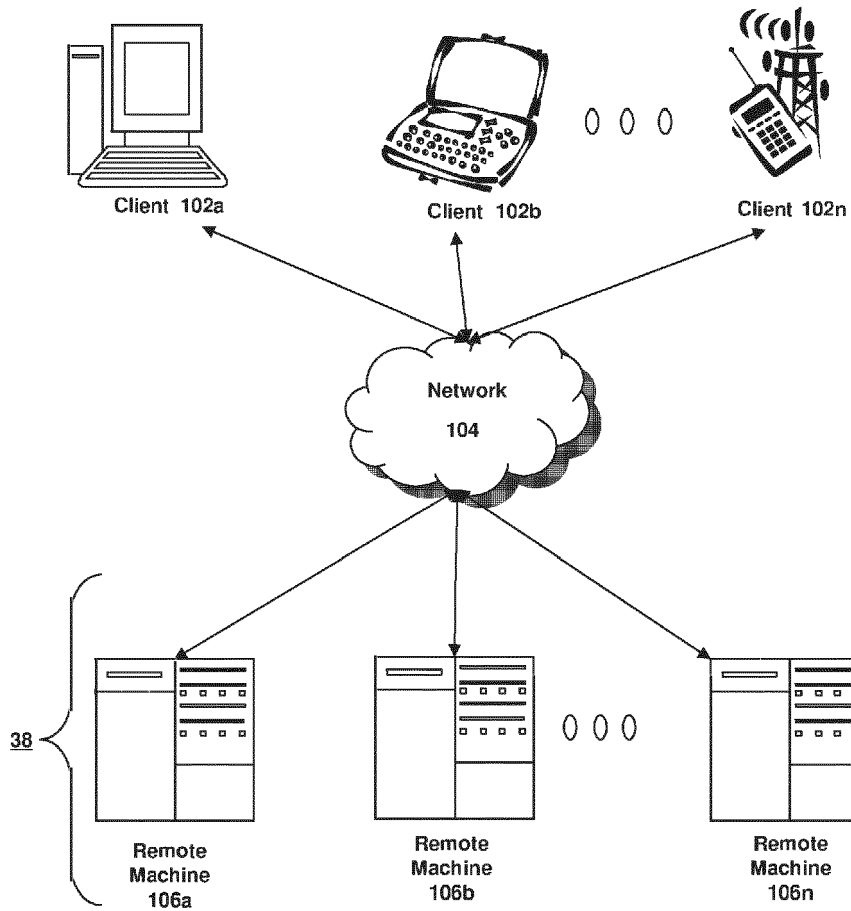 Client 102a
Client 102b
Client 102n
Network
104
38
Remote
Machine
106a
Remote
Machine
106b
Remote
Machine
106n